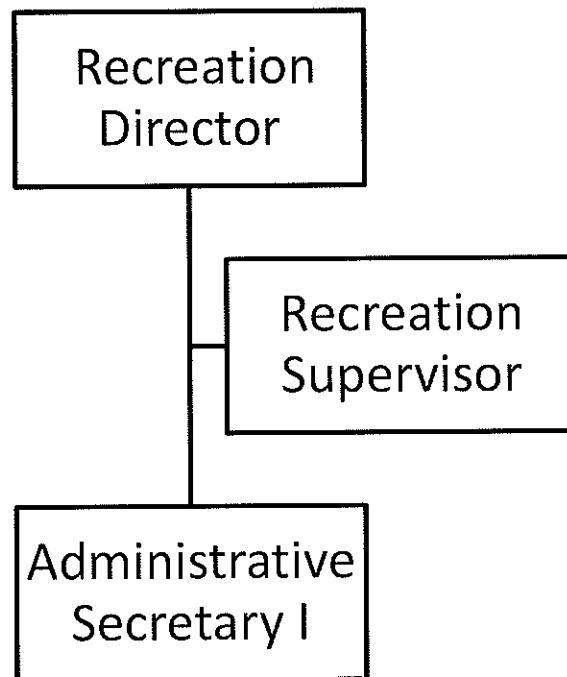 Recreation
Director
Recreation
Supervisor
Administrative
Secretary I